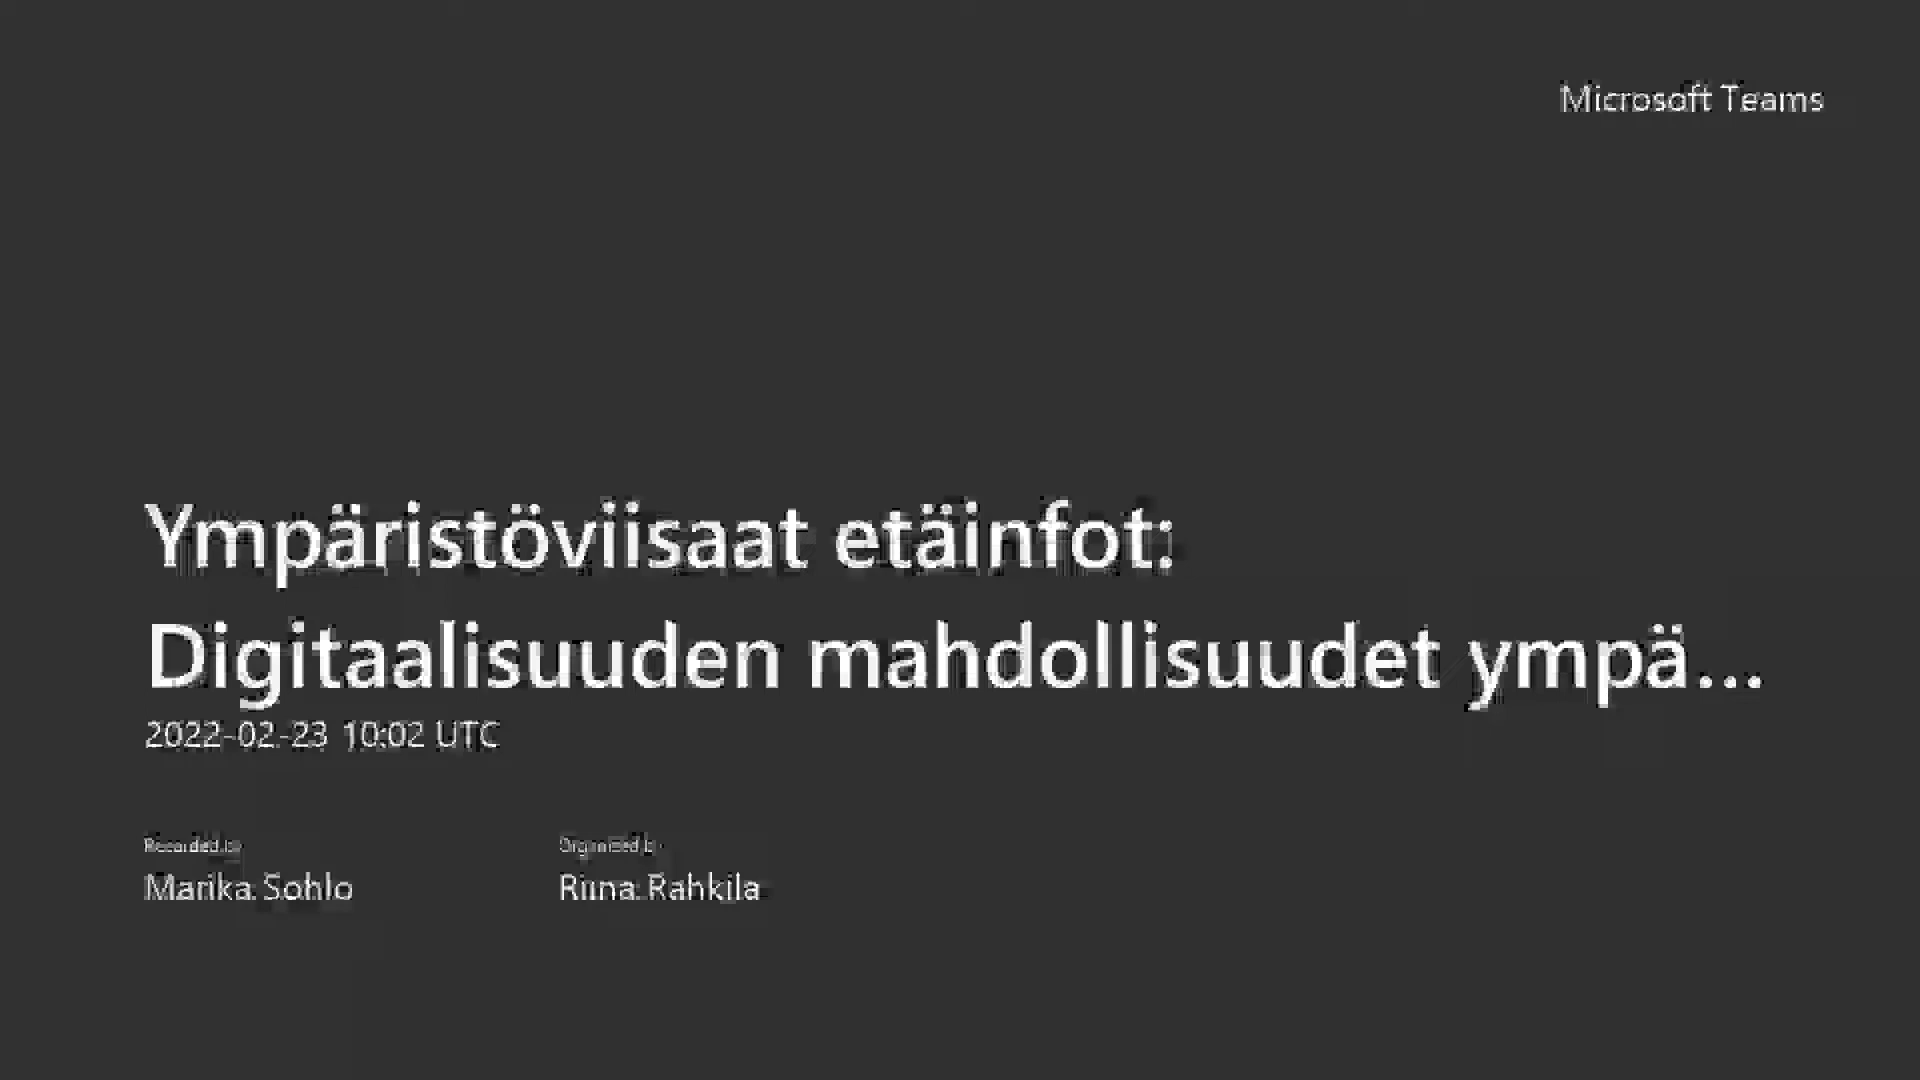 Microsoft Teams
Ympäristöviisaat etäinfot:
Digitaalisuuden mahdollisuudet ympä...
2022-02-23 10:02 UTC
Recorded by
Organized by
Marika Sohlo
Riina Rahkila